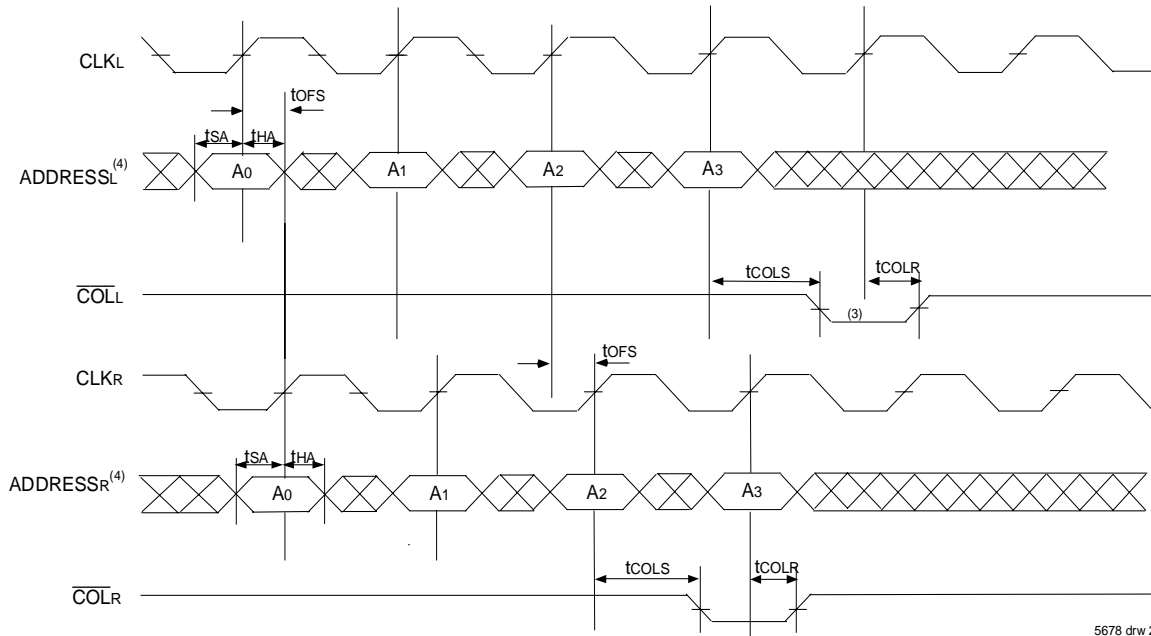 CLKL
tOFS
tSA tHA
ADDRESSL(4) A0 A1 A2 A3
tCOLS tCOLR
COLL (3)
tOFS
CLKR
tSA tHA
ADDRESSR(4) A0 A1 A2 A3
tCOLS tCOLR
COLR
5678 drw 2